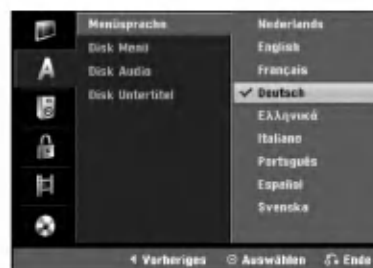 Menüsprache
Disk Menü
Disk Audio
Disk Untertitel
Nederlands
English
Français
✓ Deutsch
Ελληνικά
Italiano
Português
Español
Svenska
A
Vorheriges Auswählen Ende